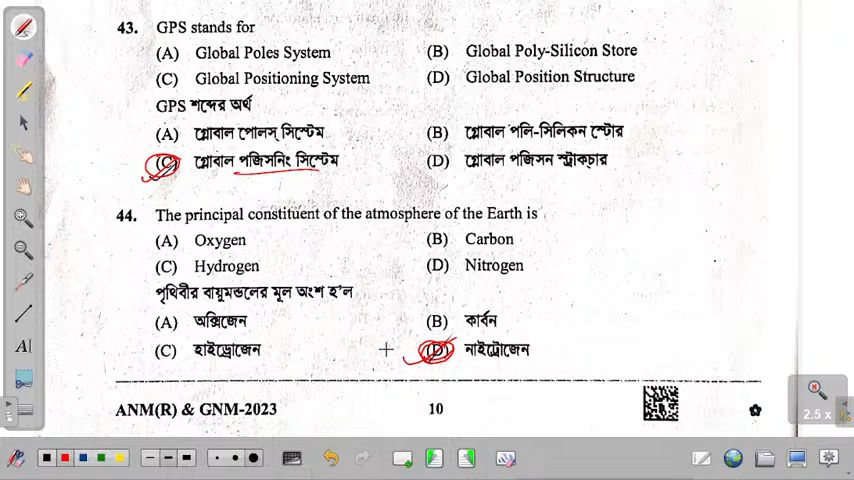 43. GPS stands for
(A) Global Poles System (B) Global Poly-Silicon Store
(C) Global Positioning System (D) Global Position Structure
GPS শব্দের অর্থ
(A) গ্লোবাল পোলস্ সিস্টেম (B) গ্লোবাল পলি-সিলিকন স্টোর
(C) গ্লোবাল পজিসনিং সিস্টেম (D) গ্লোবাল পজিসন স্ট্রাকচার
44. The principal constituent of the atmosphere of the Earth is
(A) Oxygen (B) Carbon
(C) Hydrogen (D) Nitrogen
পৃথিবীর বায়ুমন্ডলের মূল অংশ হ'ল
(A) অক্সিজেন (B) কার্বন
(C) হাইড্রোজেন (D) নাইট্রোজেন
ANM(R) & GNM-2023 10
2.5 x